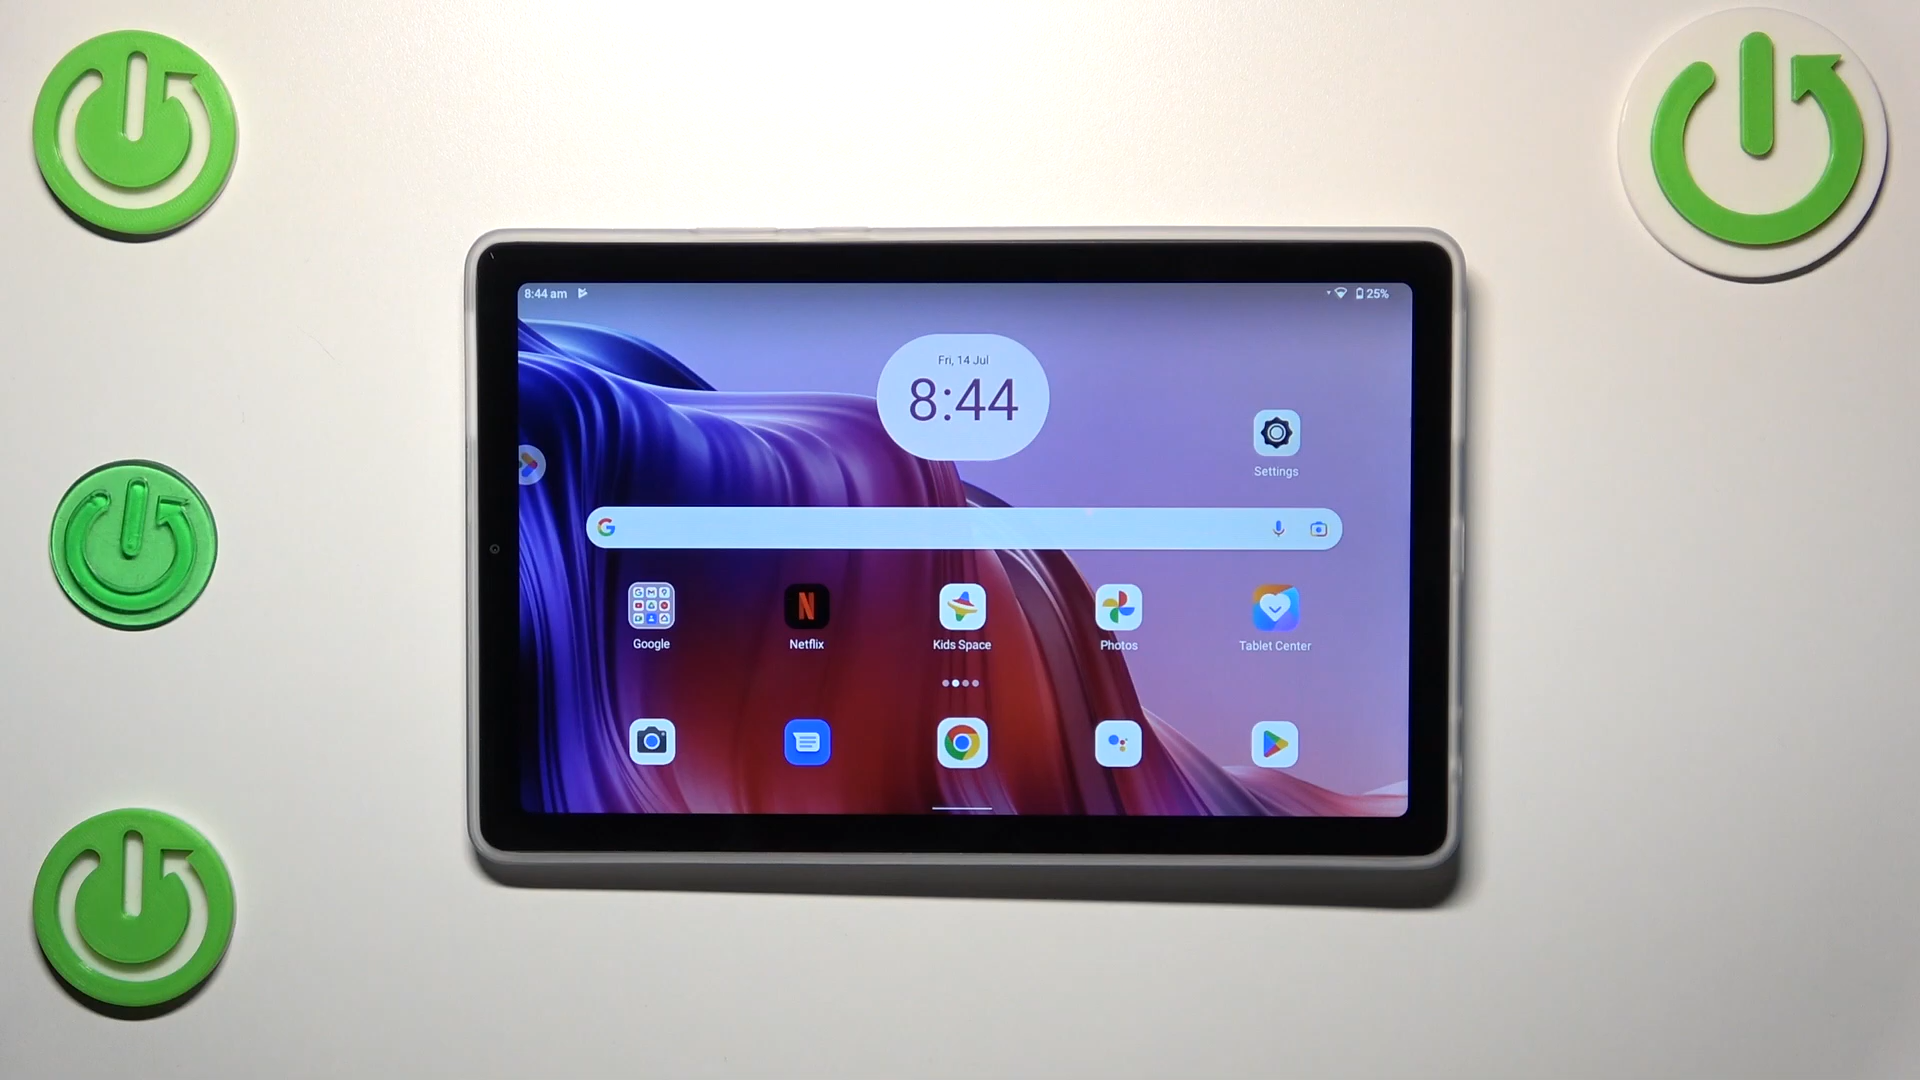 8:44 am
25%
Fri, 14 Jul
8:44
Settings
Google
Netflix
Kids Space
Photos
Tablet Center